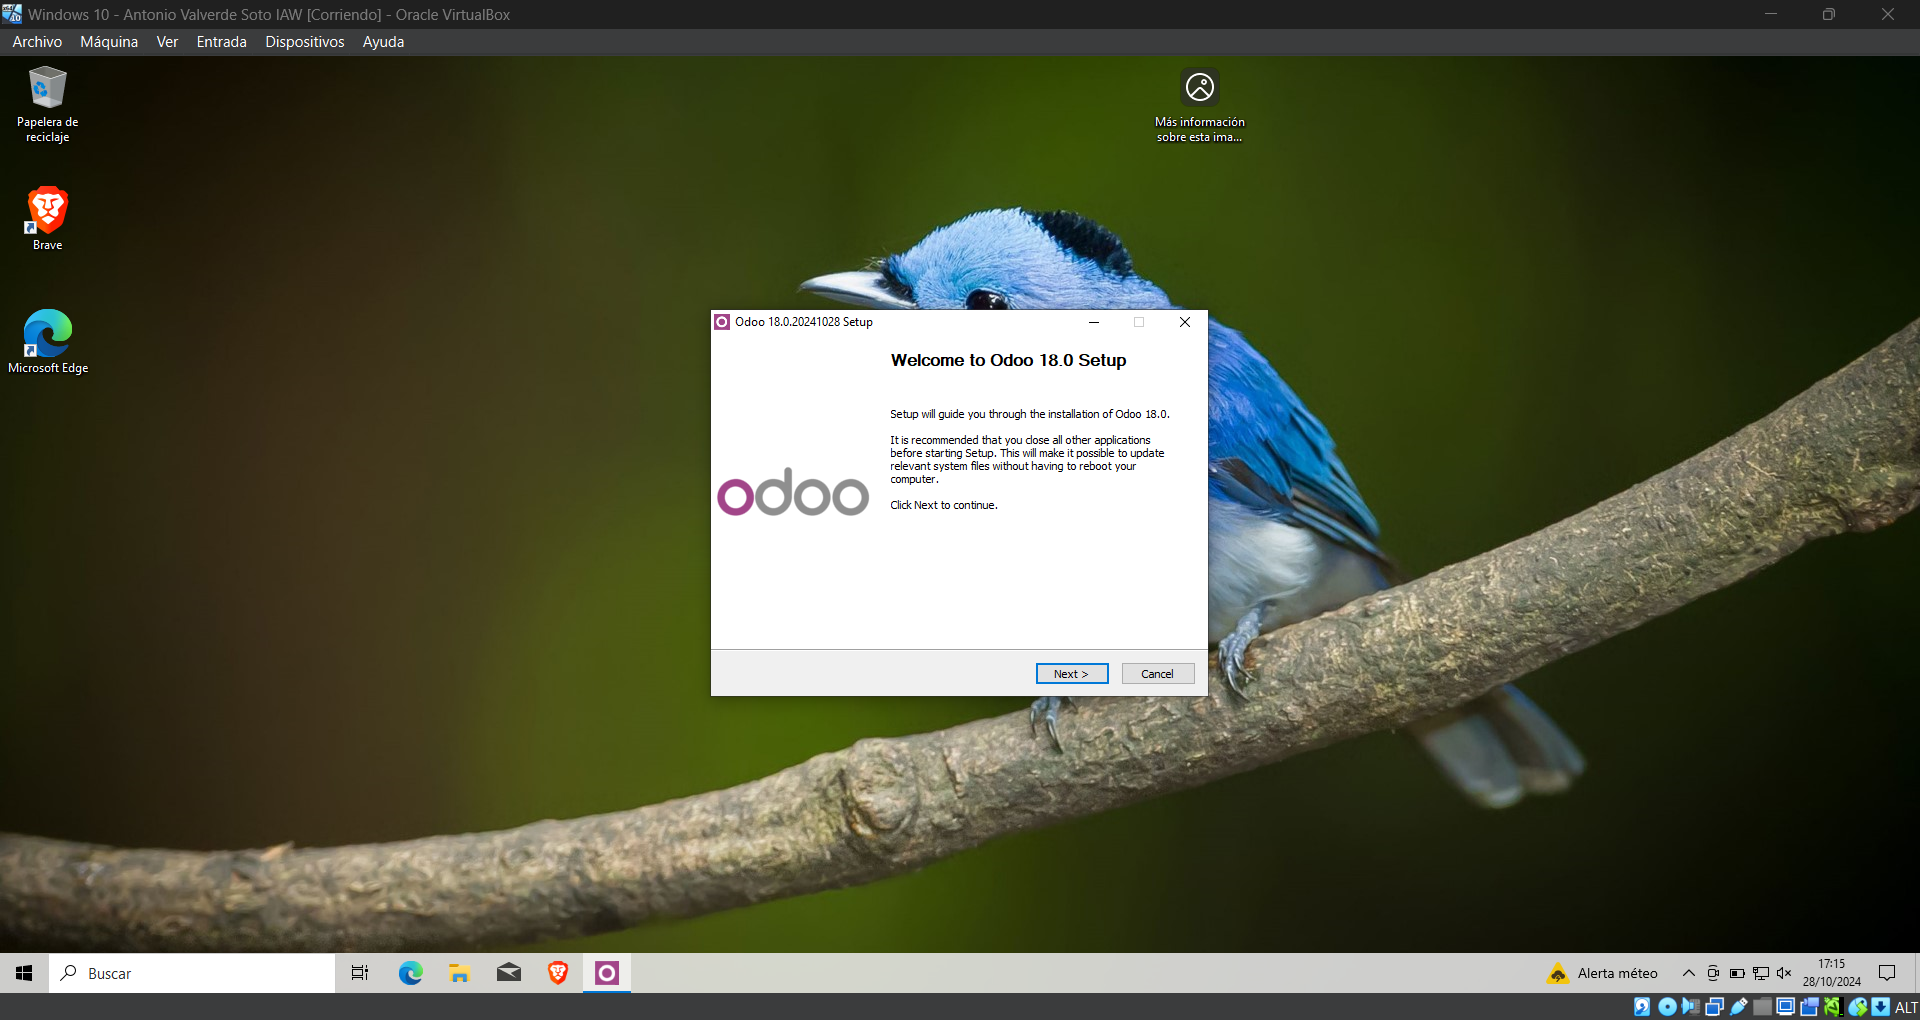 Windows 10 - Antonio Valverde Soto IAW [Corriendo] - Oracle VirtualBox
Archivo Máquina Ver Entrada Dispositivos Ayuda
Papelera de
reciclaje
Más información
sobre esta ima...
Brave
Microsoft Edge
Odoo 18.0.20241028 Setup
Welcome to Odoo 18.0 Setup
Setup will guide you through the installation of Odoo 18.0.
It is recommended that you close all other applications
before starting Setup. This will make it possible to update
relevant system files without having to reboot your
computer.
Click Next to continue.
odoo
Next > Cancel
Buscar
Alerta méteo
17:15
28/10/2024
ALT